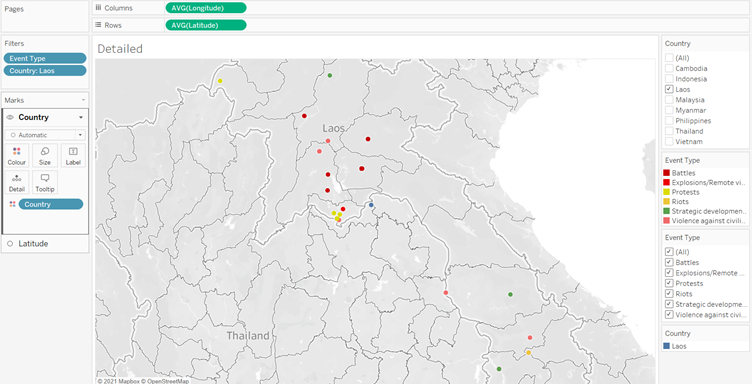 Pages
Columns
AVG(Longitude)
Rows
AVG(Latitude)
Filters
Event Type
Country: Laos
Marks
Country
Automatic
Colour
Size
Label
Detail
Tooltip
Country
Latitude
Detailed
Laos
Thailand
© 2021 Mapbox © OpenStreetMap
Country
(All)
Cambodia
Indonesia
Laos
Malaysia
Myanmar
Philippines
Thailand
Vietnam
Event Type
Battles
Explosions/Remote vi...
Protests
Riots
Strategic developmen...
Violence against civili...
Event Type
(All)
Battles
Explosions/Remote ...
Protests
Riots
Strategic developme...
Violence against civi...
Country
Laos